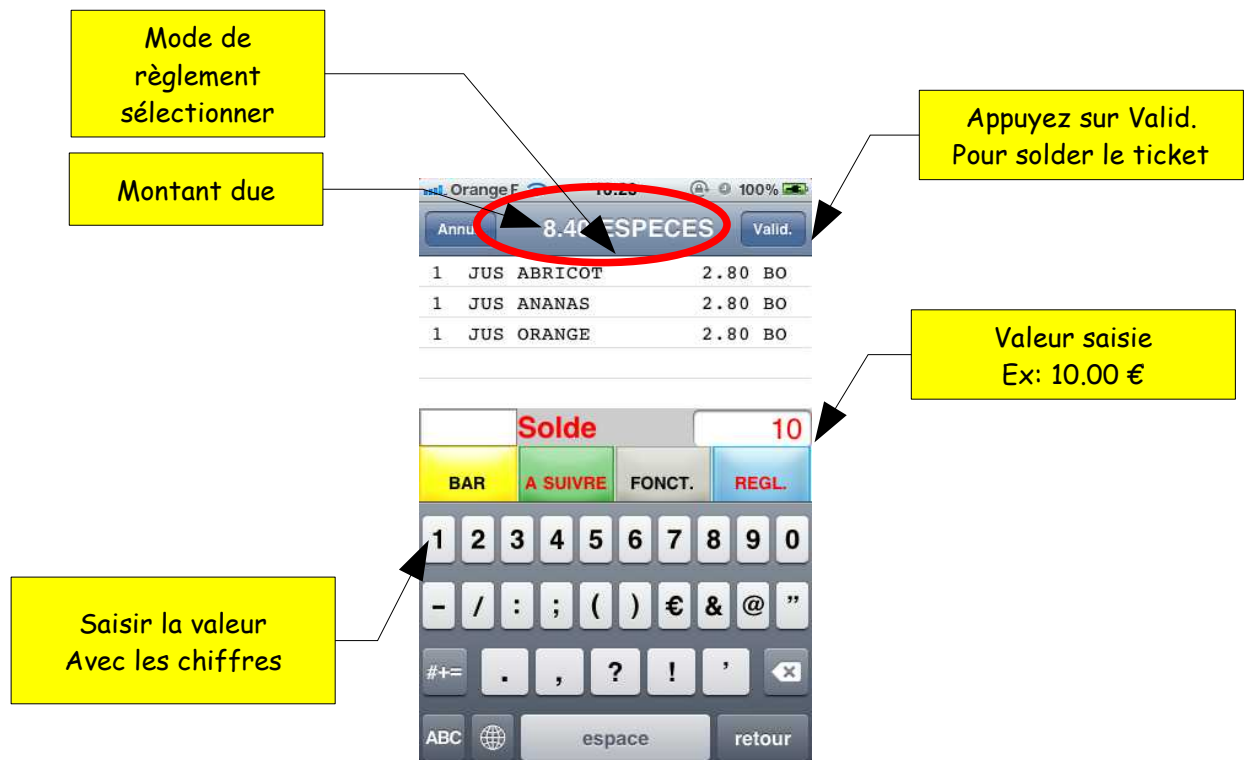 Mode de
règlement
sélectionner
Appuyez sur Valid.
Pour solder le ticket
Montant due
Orange F 100%
8.40 ESPECES Valid.
1 JUS ABRICOT 2.80 BO
1 JUS ANANAS 2.80 BO
1 JUS ORANGE 2.80 BO
Valeur saisie
Ex: 10.00 €
Solde 10
BAR A SUIVRE FONCT. REGL.
1 2 3 4 5 6 7 8 9 0
- / : ; ( ) € & @ ”
Saisir la valeur
Avec les chiffres
#+= . , ? ! ’
ABC espace retour